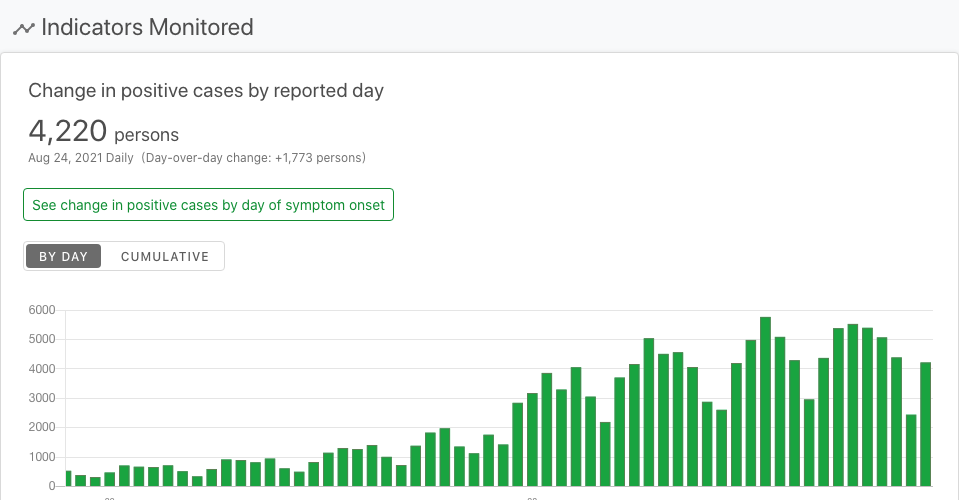 Indicators Monitored
Change in positive cases by reported day
4,220 persons
Aug 24, 2021 Daily (Day-over-day change: +1,773 persons)
See change in positive cases by day of symptom onset
BY DAY CUMULATIVE
6000
5000
4000
3000
2000
1000
0